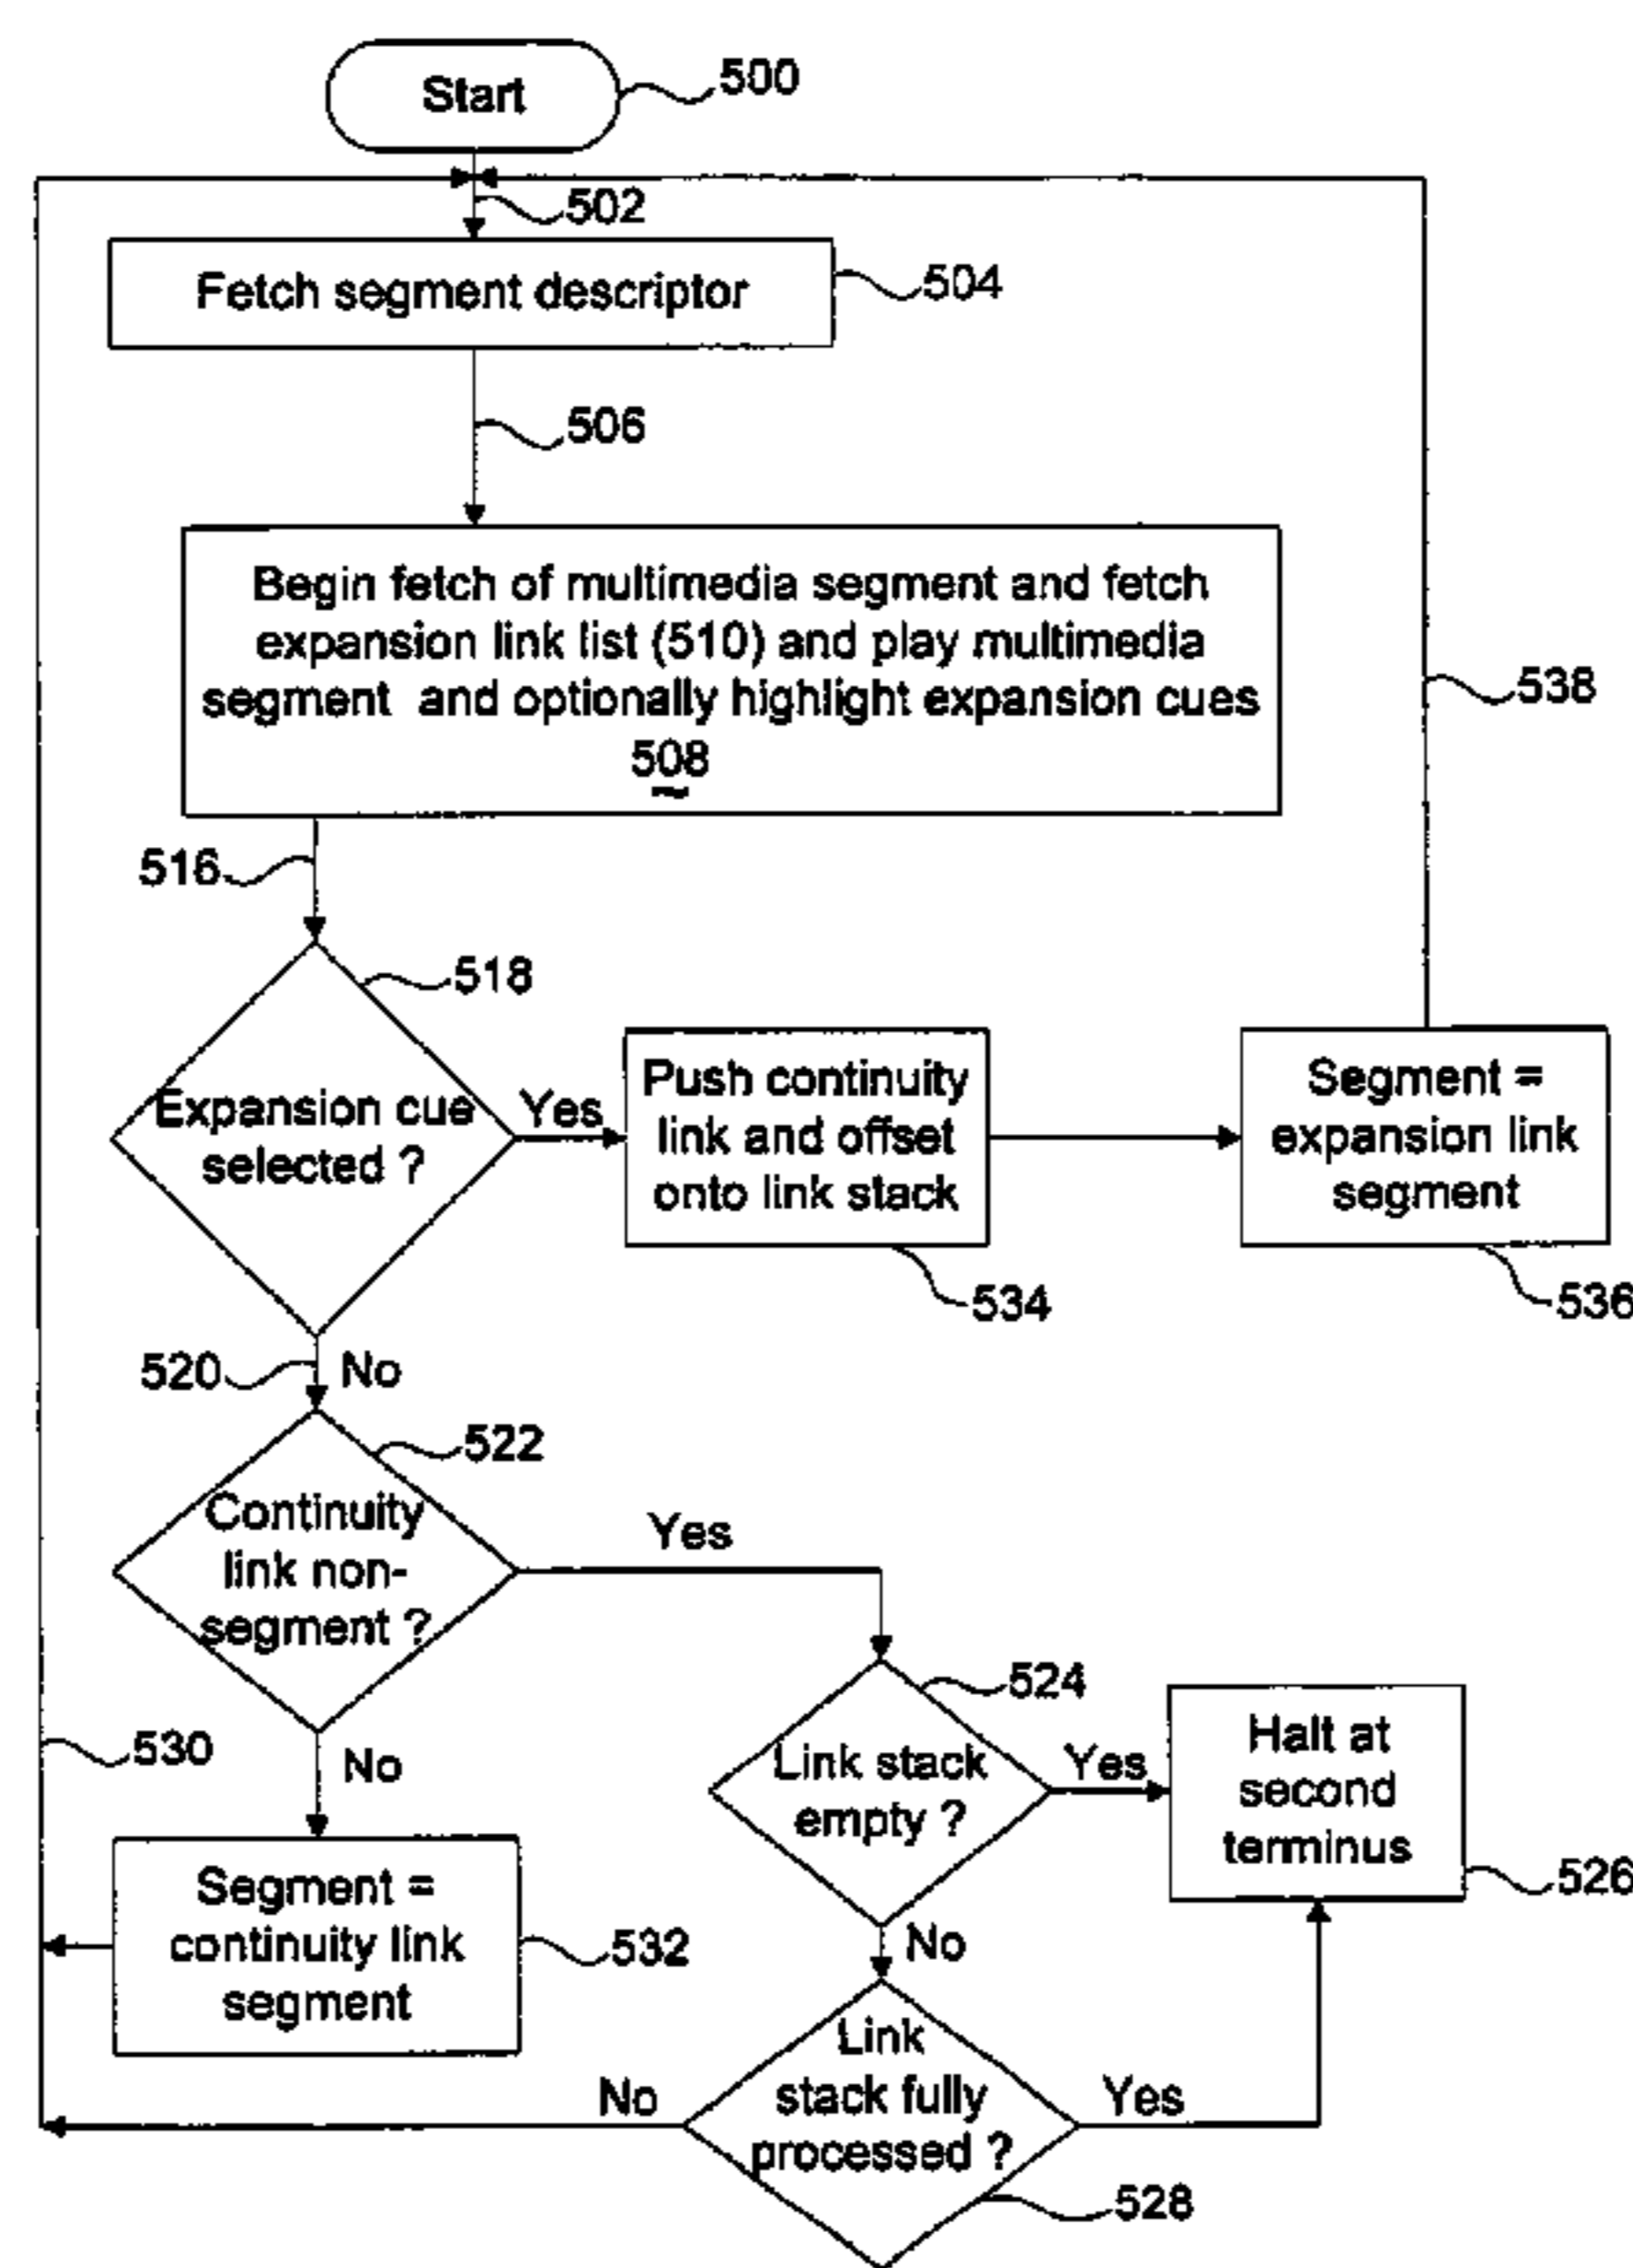 Start
500
502
Fetch segment descriptor
504
506
Begin fetch of multimedia segment and fetch
expansion link list (510) and play multimedia
segment and optionally highlight expansion cues
508
538
516
518
Expansion cue
selected ?
Yes
Push continuity
link and offset
onto link stack
534
Segment =
expansion link
segment
536
520
No
522
Continuity
link non-
segment ?
Yes
524
Link stack
empty ?
Yes
Halt at
second
terminus
526
530
No
Segment =
continuity link
segment
532
No
Link
stack fully
processed ?
No
Yes
528